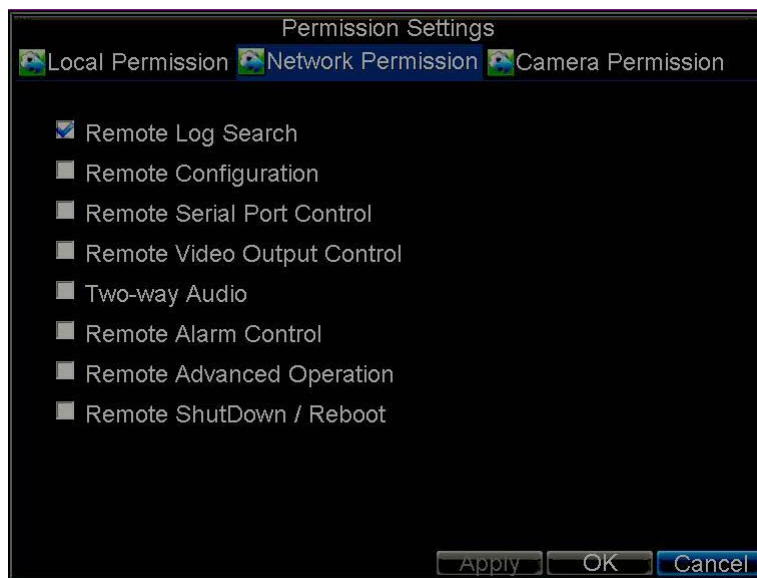 Permission Settings
Local Permission Network Permission Camera Permission
Remote Log Search
Remote Configuration
Remote Serial Port Control
Remote Video Output Control
Two-way Audio
Remote Alarm Control
Remote Advanced Operation
Remote ShutDown / Reboot
Apply OK Cancel